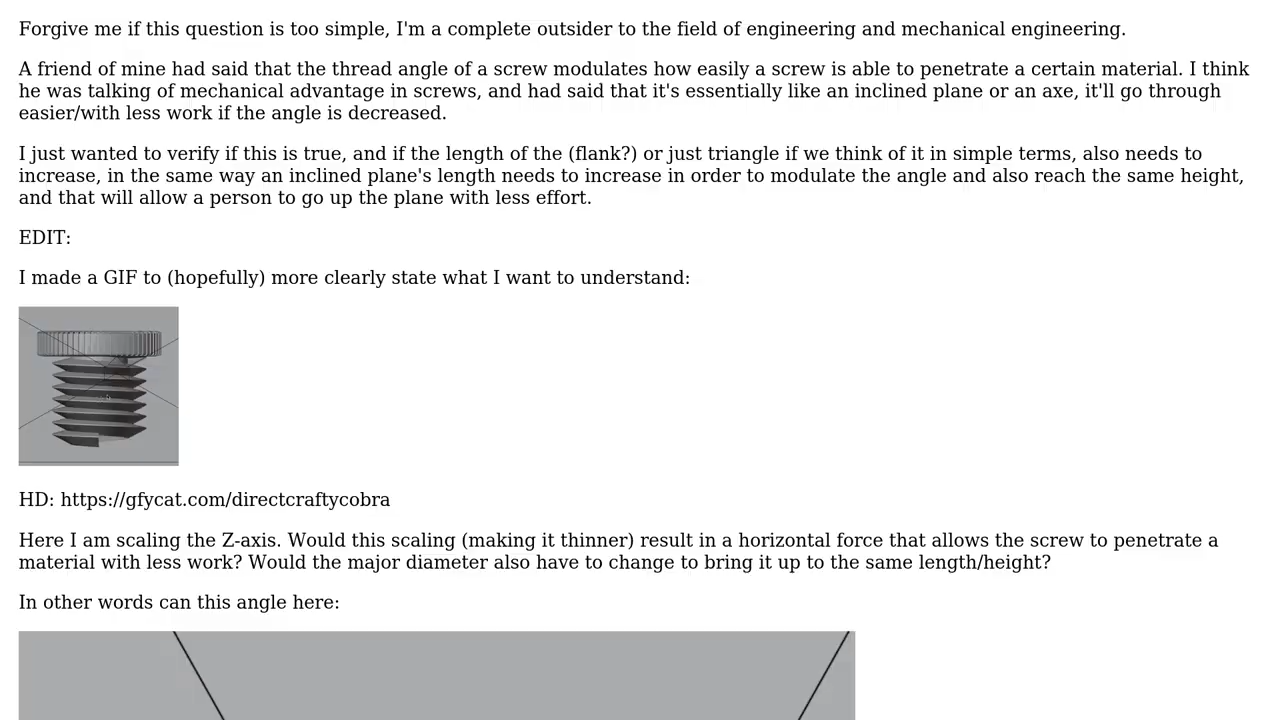 Forgive me if this question is too simple, I'm a complete outsider to the field of engineering and mechanical engineering.
A friend of mine had said that the thread angle of a screw modulates how easily a screw is able to penetrate a certain material. I think
he was talking of mechanical advantage in screws, and had said that it's essentially like an inclined plane or an axe, it'll go through
easier/with less work if the angle is decreased.
I just wanted to verify if this is true, and if the length of the (flank?) or just triangle if we think of it in simple terms, also needs to
increase, in the same way an inclined plane's length needs to increase in order to modulate the angle and also reach the same height,
and that will allow a person to go up the plane with less effort.
EDIT:
I made a GIF to (hopefully) more clearly state what I want to understand:
HD: https://gfycat.com/directcraftycobra
Here I am scaling the Z-axis. Would this scaling (making it thinner) result in a horizontal force that allows the screw to penetrate a
material with less work? Would the major diameter also have to change to bring it up to the same length/height?
In other words can this angle here: